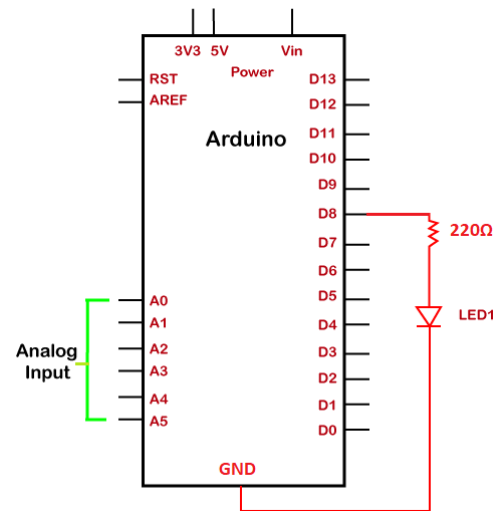 3V3 5V Vin
Power
RST
AREF
Arduino
D13
D12
D11
D10
D9
D8
D7
D6
D5
D4
D3
D2
D1
D0
220Ω
LED1
A0
A1
A2
A3
A4
A5
Analog
Input
GND